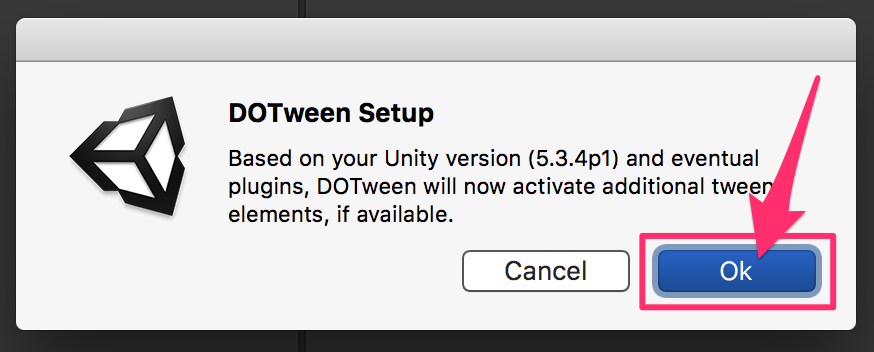 DOTween Setup
Based on your Unity version (5.3.4p1) and eventual
plugins, DOTween will now activate additional tween
elements, if available.
Cancel
Ok